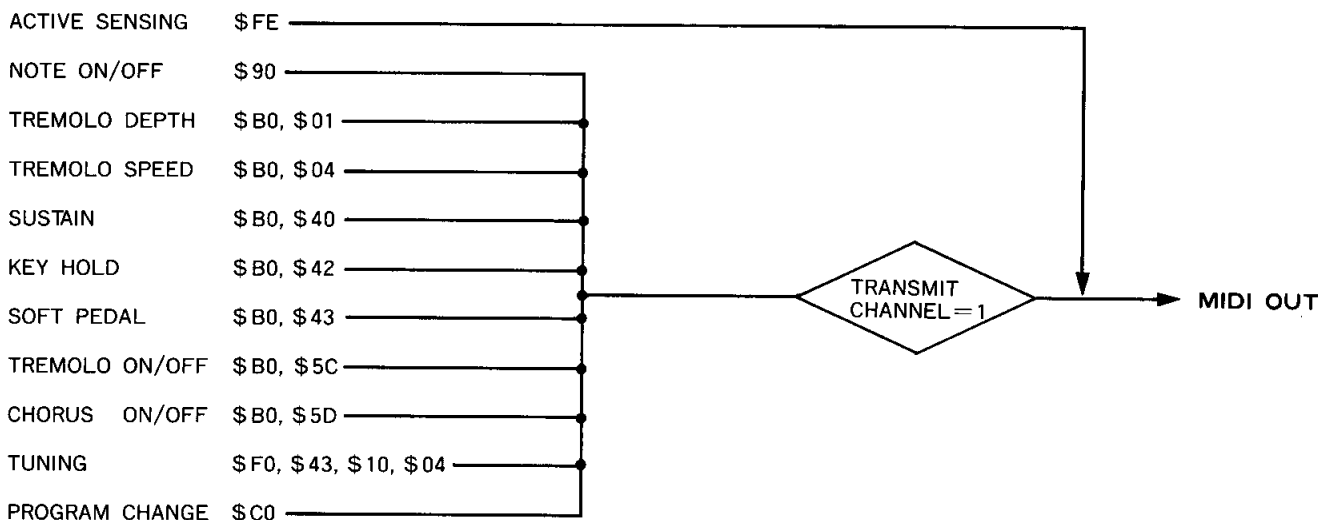 ACTIVE SENSING $FE
NOTE ON/OFF $90
TREMOLO DEPTH $B0, $01
TREMOLO SPEED $B0, $04
SUSTAIN $B0, $40
KEY HOLD $B0, $42
SOFT PEDAL $B0, $43
TREMOLO ON/OFF $B0, $5C
CHORUS ON/OFF $B0, $5D
TUNING $F0, $43, $10, $04
PROGRAM CHANGE $C0
TRANSMIT
CHANNEL=1
MIDI OUT